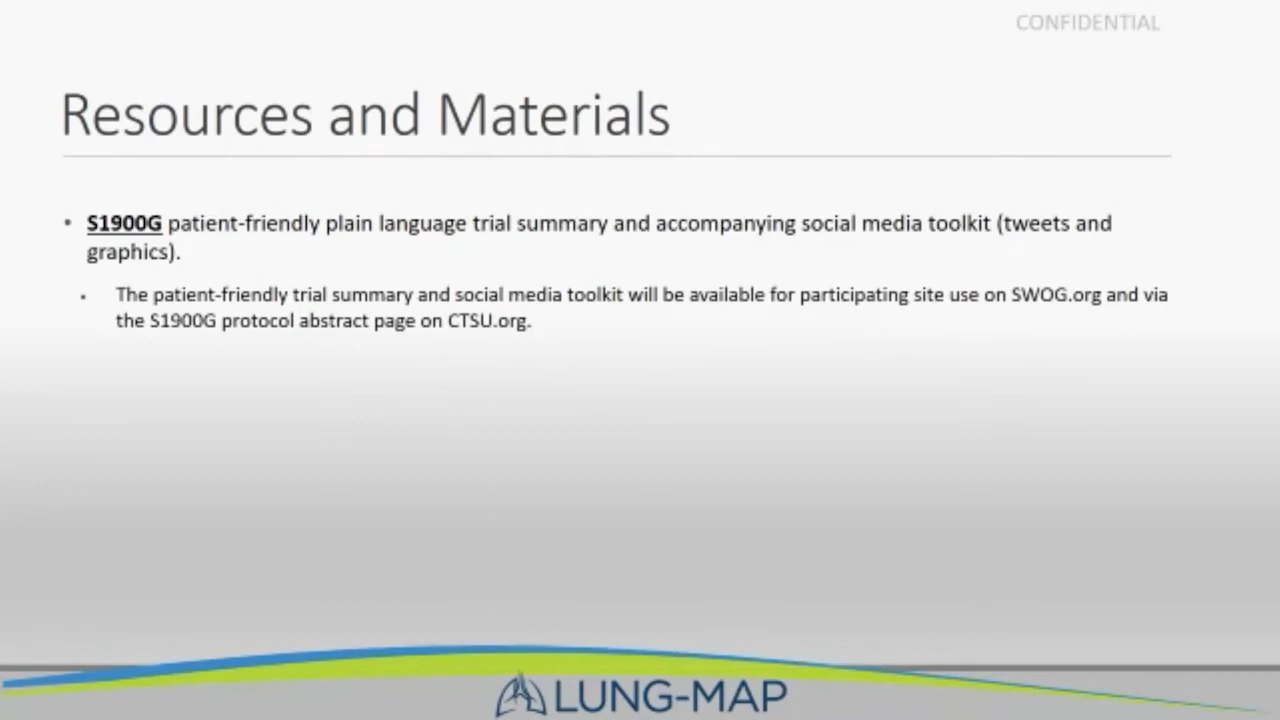 CONFIDENTIAL
Resources and Materials
• S1900G patient-friendly plain language trial summary and accompanying social media toolkit (tweets and
graphics).
• The patient-friendly trial summary and social media toolkit will be available for participating site use on SWOG.org and via
the S1900G protocol abstract page on CTSU.org.
LUNG-MAP